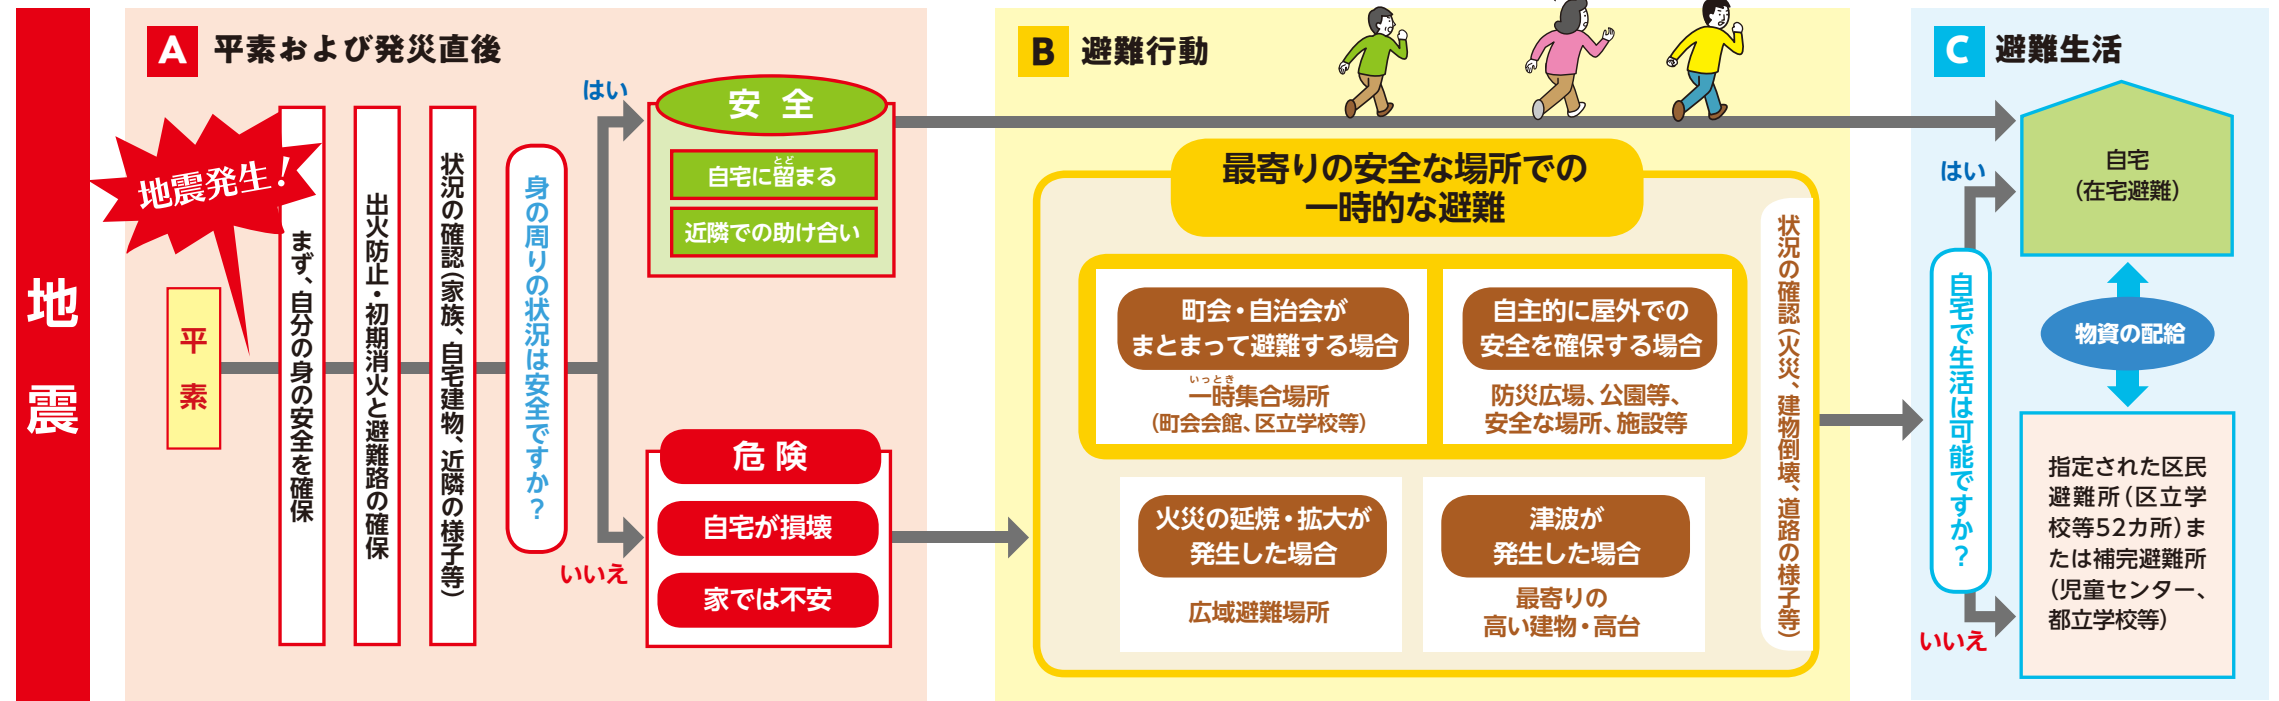 地震
A 平素および発災直後
地震発生！
平素
まず、自分の身の安全を確保
出火防止・初期消火と避難路の確保
状況の確認（家族、自宅建物、近隣の様子等）
身の周りの状況は安全ですか？
はい
安全
とど
自宅に留まる
近隣での助け合い
いいえ
危険
自宅が損壊
家では不安
B 避難行動
最寄りの安全な場所での
一時的な避難
町会・自治会が
まとまって避難する場合
いっとき
一時集合場所
（町会会館、区立学校等）
自主的に屋外での
安全を確保する場合
防災広場、公園等、
安全な場所、施設等
火災の延焼・拡大が
発生した場合
広域避難場所
津波が
発生した場合
最寄りの
高い建物・高台
状況の確認（火災、建物倒壊、道路の様子等）
C 避難生活
自宅で生活は可能ですか？
はい
自宅
（在宅避難）
物資の配給
いいえ
指定された区民
避難所（区立学
校等52カ所）ま
たは補完避難所
（児童センター、
都立学校等）